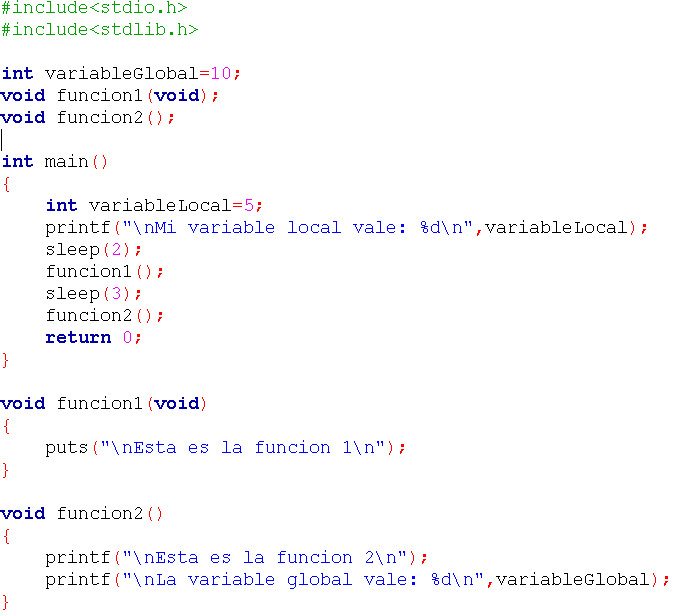 #include<stdio.h>
#include<stdlib.h>
int variableGlobal=10;
void funcion1(void);
void funcion2();
int main()
{
int variableLocal=5;
printf("\nMi variable local vale: %d\n",variableLocal);
sleep(2);
funcion1();
sleep(3);
funcion2();
return 0;
}
void funcion1(void)
{
puts("\nEsta es la funcion 1\n");
}
void funcion2()
{
printf("\nEsta es la funcion 2\n");
printf("\nLa variable global vale: %d\n",variableGlobal);
}